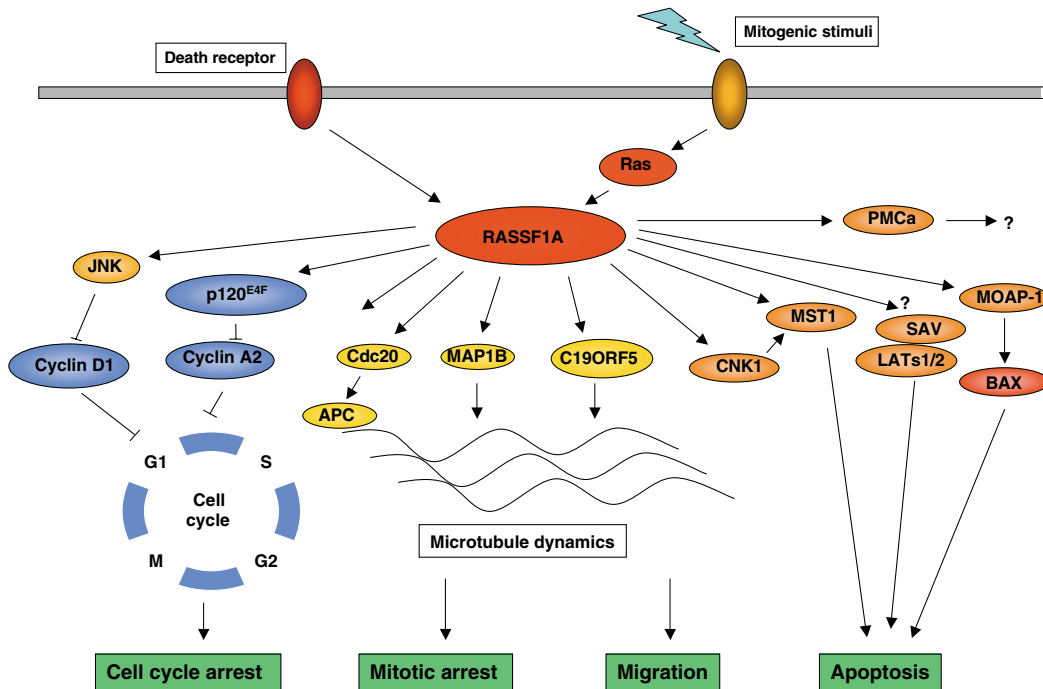 Mitogenic stimuli
Death receptor
Ras
RASSF1A
PMCa
?
JNK
p120E4F
MOAP-1
?
MST1
SAV
Cyclin D1
Cyclin A2
Cdc20
MAP1B
C19ORF5
CNK1
LATs1/2
BAX
APC
G1
S
Cell
cycle
M
G2
Microtubule dynamics
Cell cycle arrest
Mitotic arrest
Migration
Apoptosis